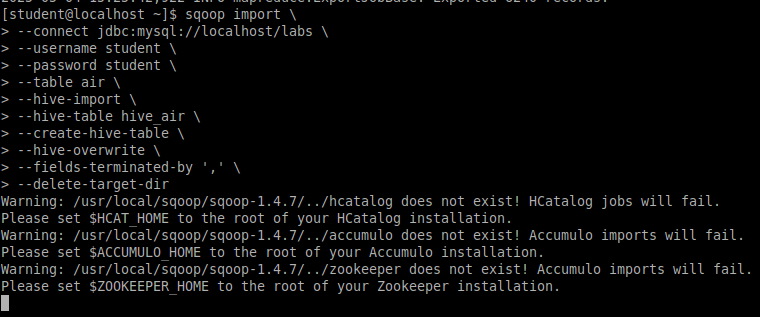 [student@localhost ~]$ sqoop import \
> --connect jdbc:mysql://localhost/labs \
> --username student \
> --password student \
> --table air \
> --hive-import \
> --hive-table hive_air \
> --create-hive-table \
> --hive-overwrite \
> --fields-terminated-by ',' \
> --delete-target-dir
Warning: /usr/local/sqoop/sqoop-1.4.7/../hcatalog does not exist! HCatalog jobs will fail.
Please set $HCAT_HOME to the root of your HCatalog installation.
Warning: /usr/local/sqoop/sqoop-1.4.7/../accumulo does not exist! Accumulo imports will fail.
Please set $ACCUMULO_HOME to the root of your Accumulo installation.
Warning: /usr/local/sqoop/sqoop-1.4.7/../zookeeper does not exist! Accumulo imports will fail.
Please set $ZOOKEEPER_HOME to the root of your Zookeeper installation.